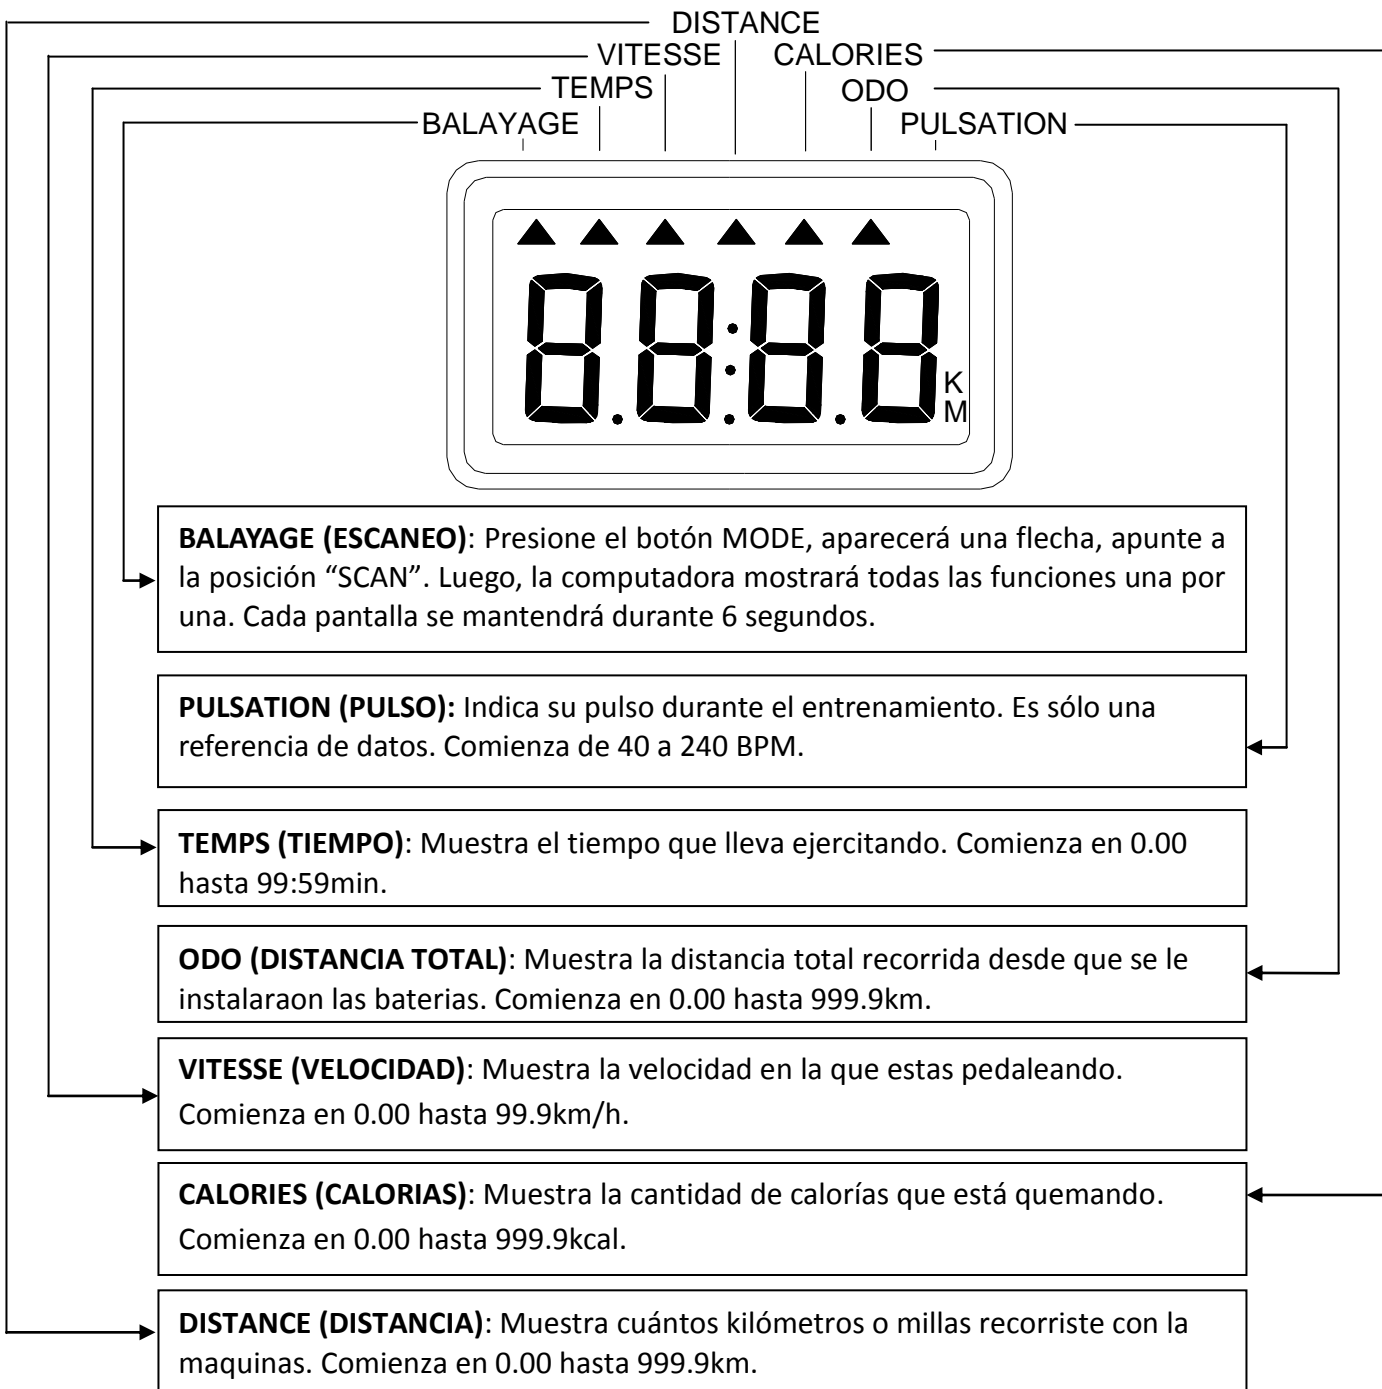 DISTANCE
VITESSE CALORIES
TEMPS ODO
BALAYAGE PULSATION
K
M
BALAYAGE (ESCANEO): Presione el botón MODE, aparecerá una flecha, apunte a
la posición “SCAN”. Luego, la computadora mostrará todas las funciones una por
una. Cada pantalla se mantendrá durante 6 segundos.
PULSATION (PULSO): Indica su pulso durante el entrenamiento. Es sólo una
referencia de datos. Comienza de 40 a 240 BPM.
TEMPS (TIEMPO): Muestra el tiempo que lleva ejercitando. Comienza en 0.00
hasta 99:59min.
ODO (DISTANCIA TOTAL): Muestra la distancia total recorrida desde que se le
instalaraon las baterias. Comienza en 0.00 hasta 999.9km.
VITESSE (VELOCIDAD): Muestra la velocidad en la que estas pedaleando.
Comienza en 0.00 hasta 99.9km/h.
CALORIES (CALORIAS): Muestra la cantidad de calorías que está quemando.
Comienza en 0.00 hasta 999.9kcal.
DISTANCE (DISTANCIA): Muestra cuántos kilómetros o millas recorriste con la
maquinas. Comienza en 0.00 hasta 999.9km.